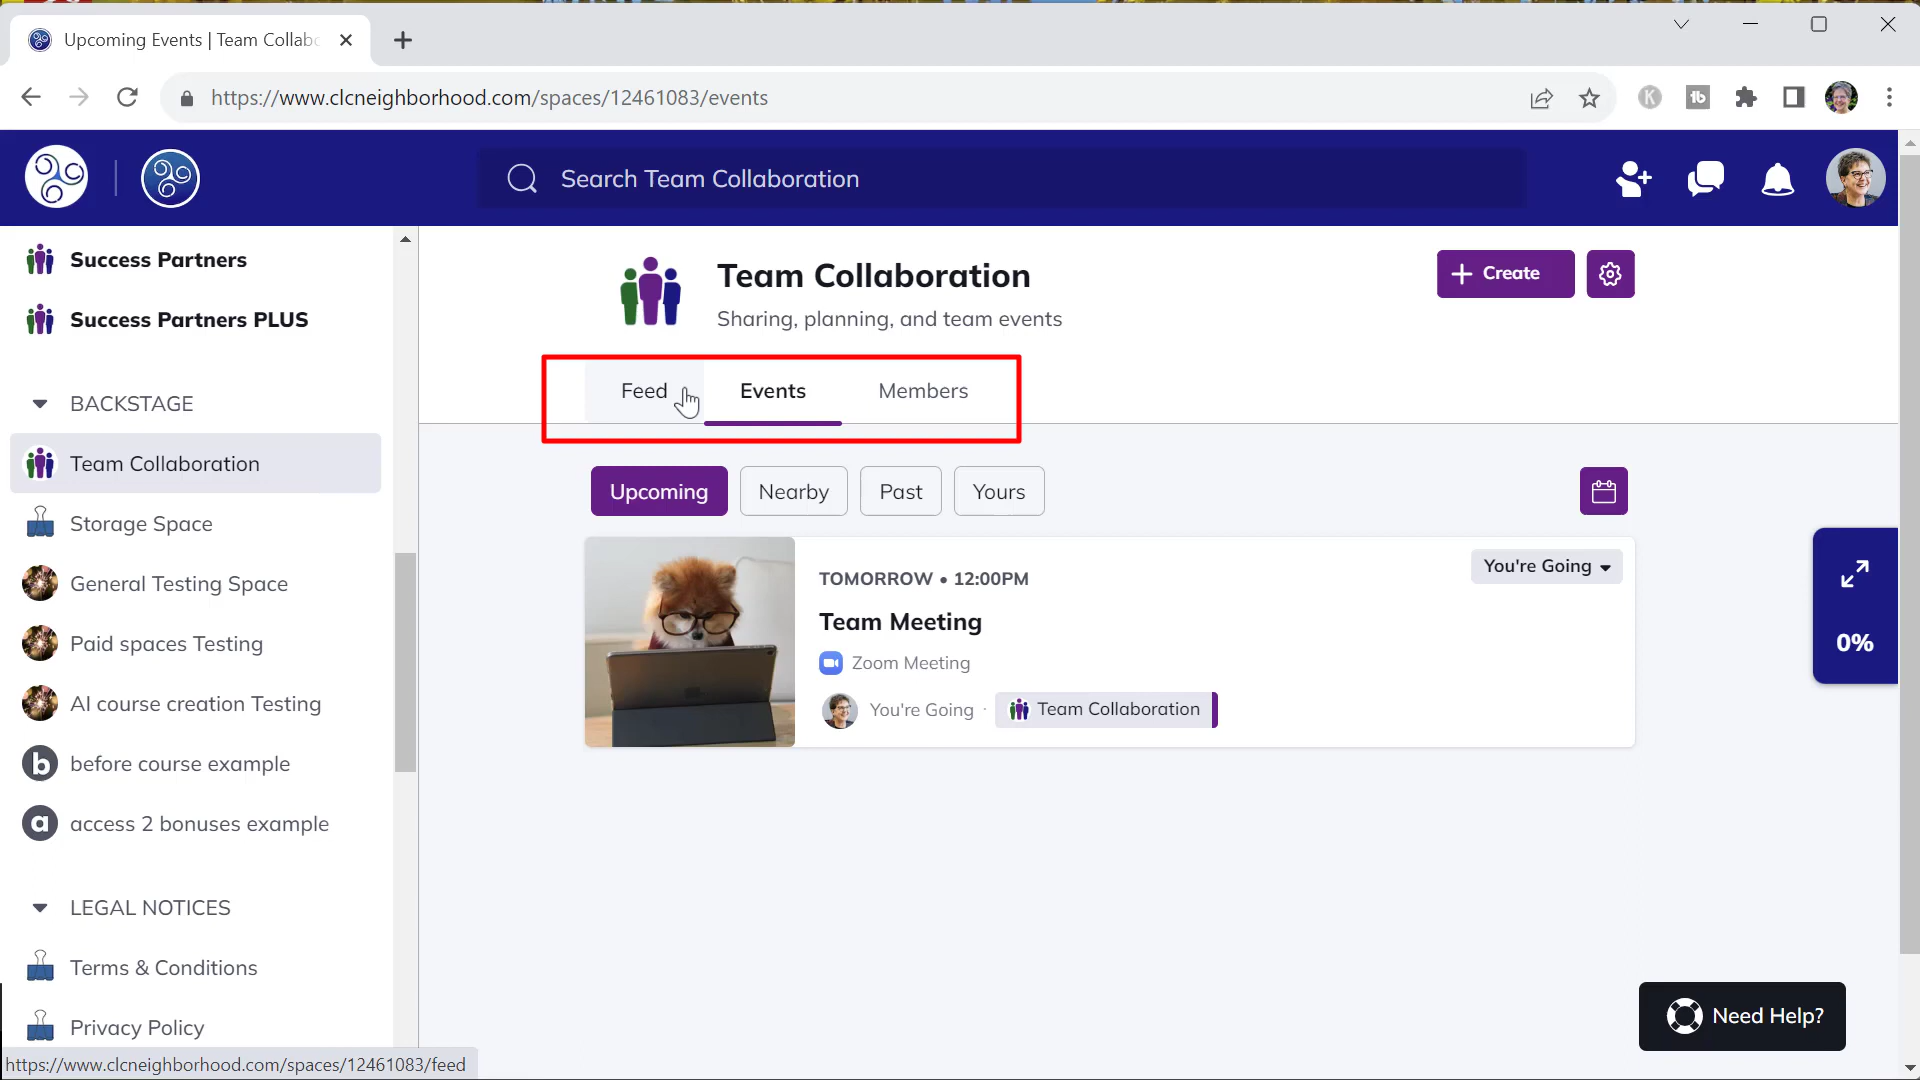 Upcoming Events | Team Collabo
https://www.clcneighborhood.com/spaces/12461083/events
K
tb
Search Team Collaboration
Success Partners
Success Partners PLUS
BACKSTAGE
Team Collaboration
Storage Space
General Testing Space
Paid spaces Testing
AI course creation Testing
b before course example
a access 2 bonuses example
LEGAL NOTICES
Terms & Conditions
Privacy Policy
https://www.clcneighborhood.com/spaces/12461083/feed
Team Collaboration
Sharing, planning, and team events
+ Create
Feed Events Members
Upcoming Nearby Past Yours
TOMORROW • 12:00PM
You're Going
Team Meeting
Zoom Meeting
You're Going · Team Collaboration
0%
Need Help?